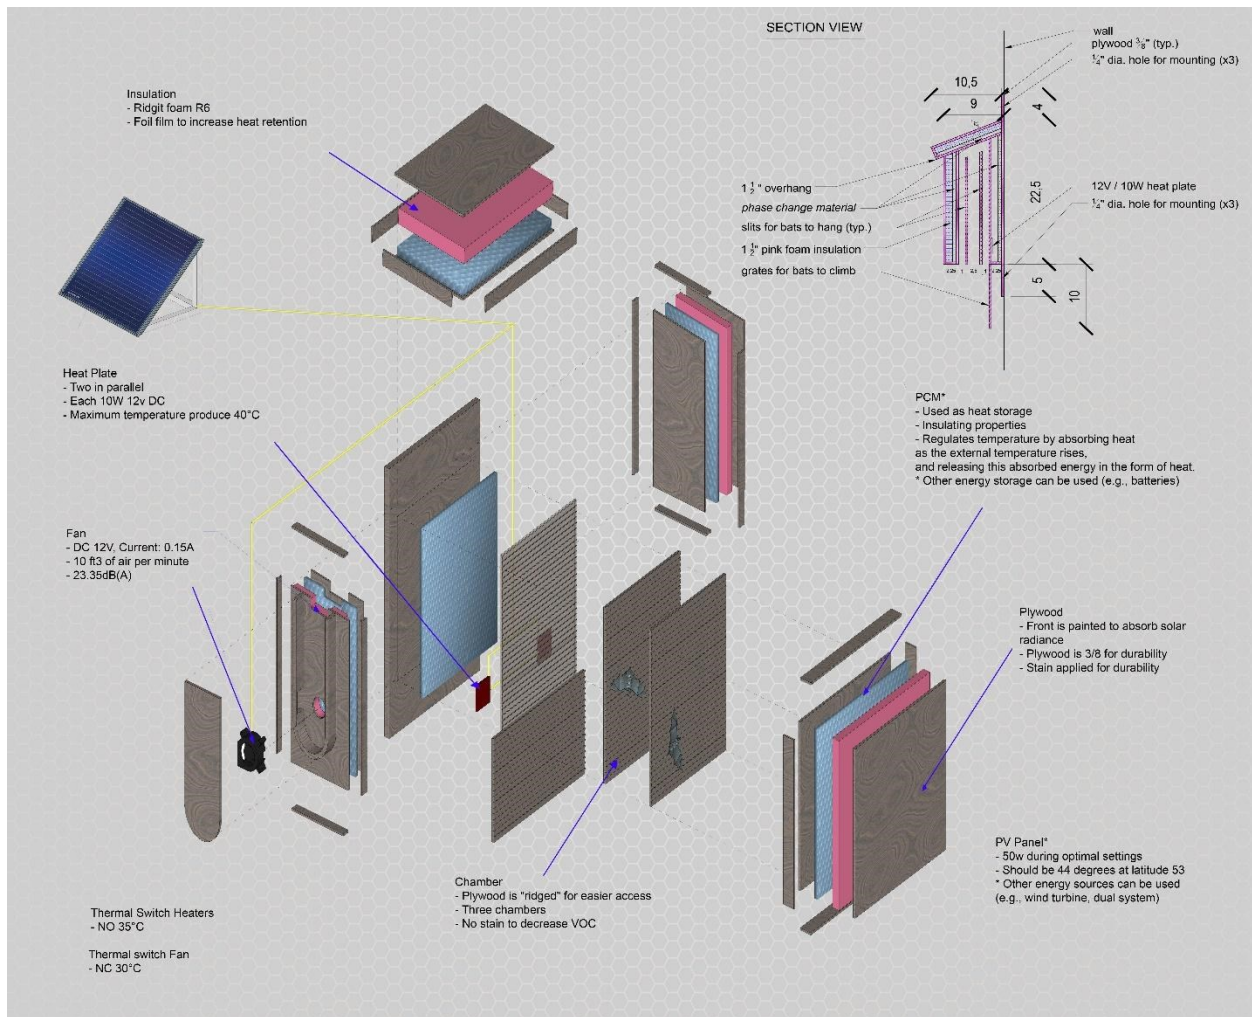 SECTION VIEW
wall
plywood 3/8" (typ.)
1/4" dia. hole for mounting (x3)
10,5
9
4
Insulation
- Ridgit foam R6
- Foil film to increase heat retention
1 1/2" overhang
phase change material
slits for bats to hang (typ.)
1 1/2" pink foam insulation
grates for bats to climb
22,5
12V / 10W heat plate
1/4" dia. hole for mounting (x3)
5
10
Heat Plate
- Two in parallel
- Each 10W 12v DC
- Maximum temperature produce 40°C
PCM*
- Used as heat storage
- Insulating properties
- Regulates temperature by absorbing heat
as the external temperature rises,
and releasing this absorbed energy in the form of heat.
* Other energy storage can be used (e.g., batteries)
Fan
- DC 12V, Current: 0.15A
- 10 ft3 of air per minute
- 23.35dB(A)
Plywood
- Front is painted to absorb solar
radiance
- Plywood is 3/8 for durability
- Stain applied for durability
PV Panel*
- 50w during optimal settings
- Should be 44 degrees at latitude 53
* Other energy sources can be used
(e.g., wind turbine, dual system)
Chamber
- Plywood is "ridged" for easier access
- Three chambers
- No stain to decrease VOC
Thermal Switch Heaters
- NO 35°C
Thermal switch Fan
- NC 30°C